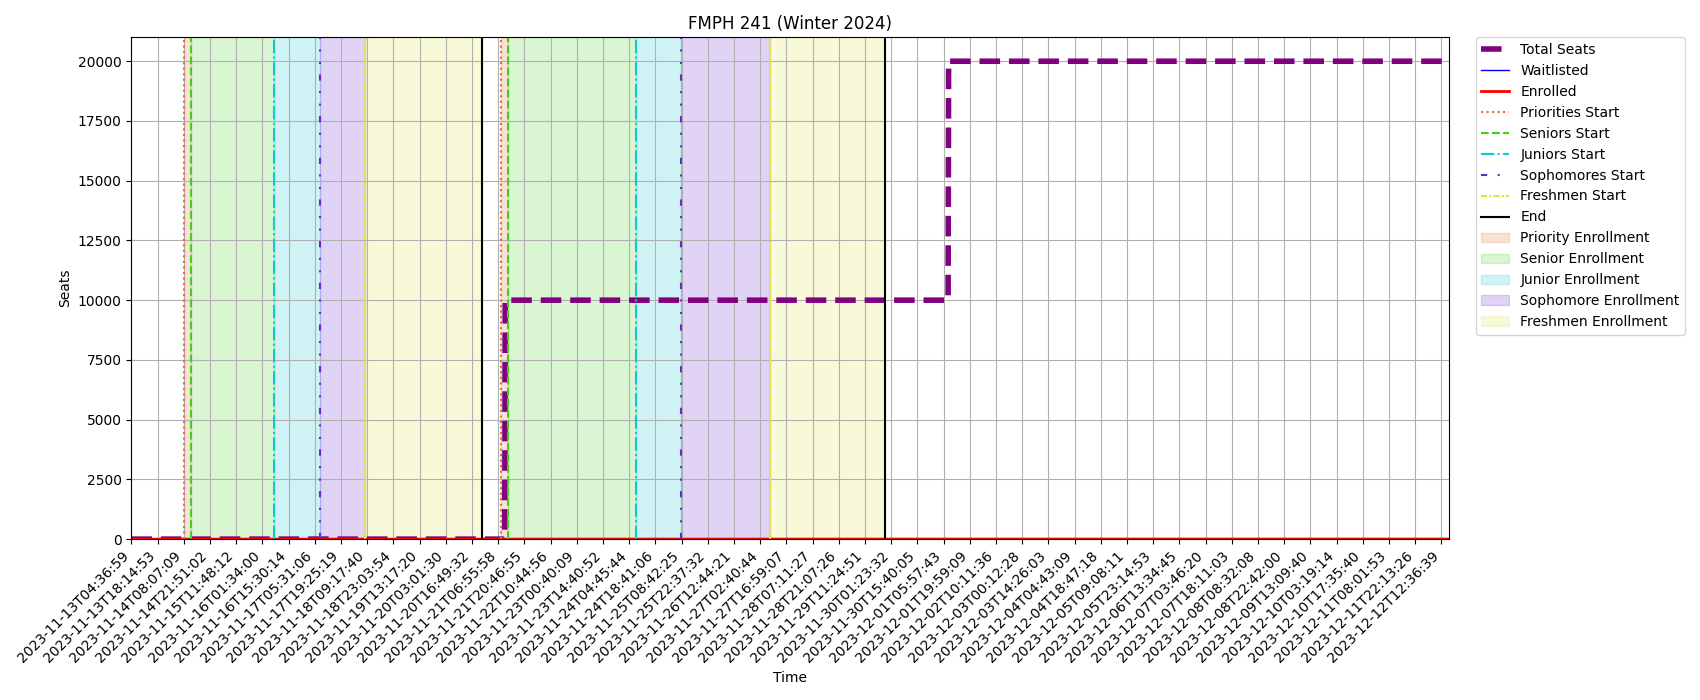 FMPH 241 (Winter 2024)
20000
17500
15000
12500
10000
7500
5000
2500
0
Seats
2023-11-13T04:36:59
2023-11-13T18:14:53
2023-11-14T08:07:09
2023-11-14T21:51:02
2023-11-15T11:48:12
2023-11-16T01:34:00
2023-11-16T15:30:14
2023-11-17T05:31:06
2023-11-17T19:25:19
2023-11-18T09:17:40
2023-11-18T23:03:54
2023-11-19T13:17:20
2023-11-20T03:01:30
2023-11-20T16:49:32
2023-11-21T06:55:58
2023-11-21T20:46:55
2023-11-22T10:44:56
2023-11-23T00:40:09
2023-11-23T14:40:52
2023-11-24T04:45:44
2023-11-24T18:41:06
2023-11-25T08:42:25
2023-11-25T22:37:32
2023-11-26T12:44:21
2023-11-27T02:40:44
2023-11-27T16:59:07
2023-11-28T07:11:27
2023-11-28T21:07:26
2023-11-29T11:24:51
2023-11-30T01:23:32
2023-11-30T15:40:05
2023-12-01T05:57:43
2023-12-01T19:59:09
2023-12-02T10:11:36
2023-12-03T00:12:28
2023-12-03T14:26:03
2023-12-04T04:43:09
2023-12-04T18:47:18
2023-12-05T09:08:11
2023-12-05T23:14:53
2023-12-06T13:34:45
2023-12-07T03:46:20
2023-12-07T18:11:03
2023-12-08T08:32:08
2023-12-08T22:42:00
2023-12-09T13:09:40
2023-12-10T03:19:14
2023-12-10T17:35:40
2023-12-11T08:01:53
2023-12-11T22:13:26
2023-12-12T12:36:39
Time
Total Seats
Waitlisted
Enrolled
Priorities Start
Seniors Start
Juniors Start
Sophomores Start
Freshmen Start
End
Priority Enrollment
Senior Enrollment
Junior Enrollment
Sophomore Enrollment
Freshmen Enrollment